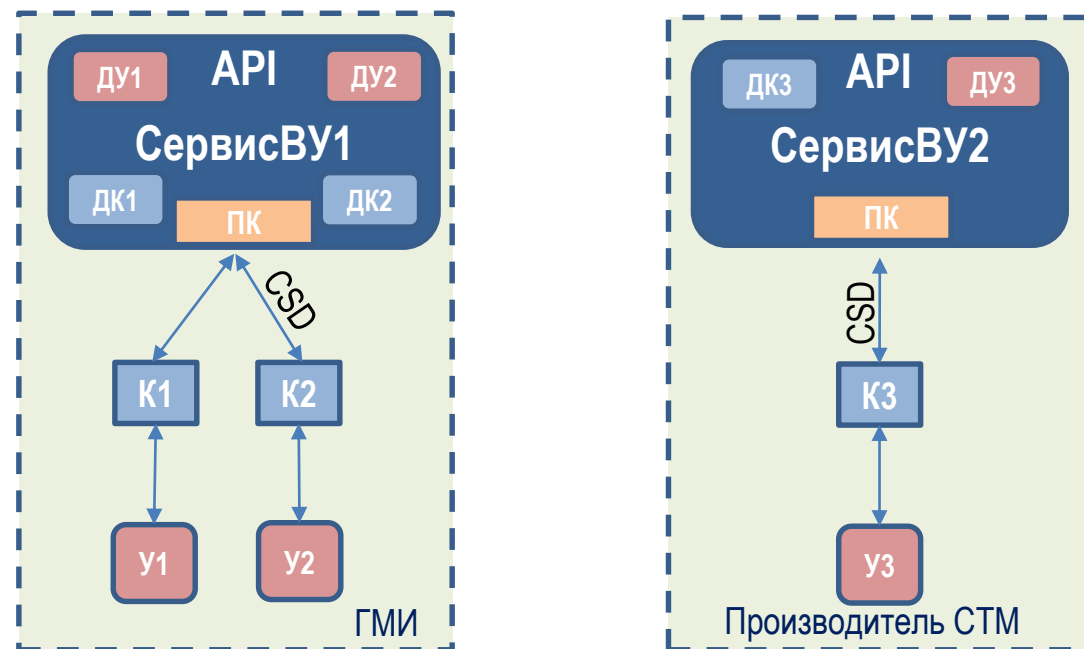 ДУ1
API
ДУ2
СервисВУ1
ДК1
ДК2
ПК
CSD
К1
К2
У1
У2
ГМИ
ДК3
API
ДУ3
СервисВУ2
ПК
CSD
К3
У3
Производитель СТМ